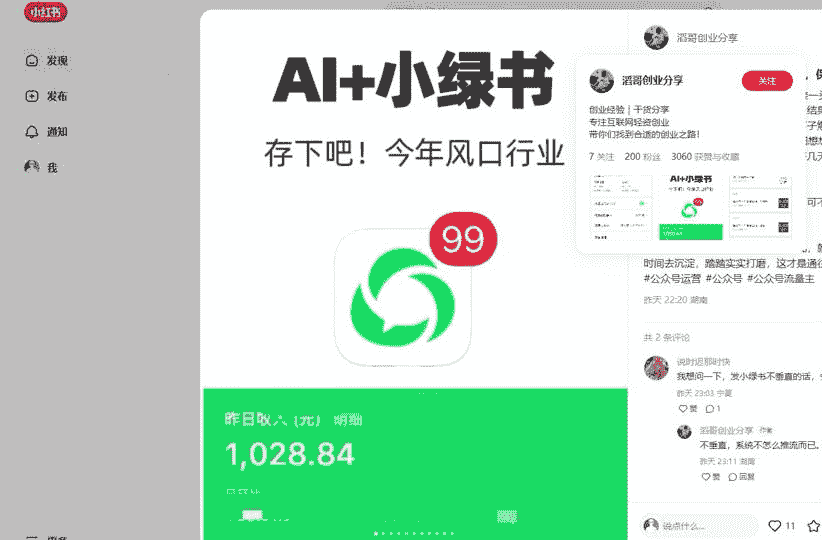 小红书
发现
发布
通知
我
AI+小绿书
存下吧！今年风口行业
99
昨日收入 (元) 明细
1,028.84
滔哥创业分享
滔哥创业分享
关注
创业经验｜干货分享
专注互联网轻资创业
带你们找到合适的创业之路！
7 关注 200 粉丝 3060 获赞与收藏
AI+小绿书
时间去沉淀，踏踏实实打磨，这才是通往
#公众号运营 #公众号 #公众号流量主
昨天 22:20 湖南
共 2 条评论
说时迟那时快
我想问一下，发小绿书不垂直的话，
昨天 23:03 宁夏
赞 1
滔哥创业分享 作者
不垂直，系统不怎么推流而已。
昨天 23:11 湖南
赞 回复
说点什么...
11